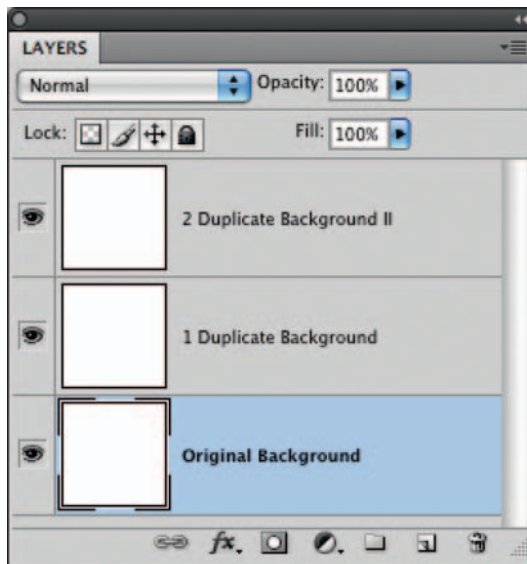 LAYERS
Normal Opacity: 100%
Lock: Fill: 100%
2 Duplicate Background II
1 Duplicate Background
Original Background
fx.